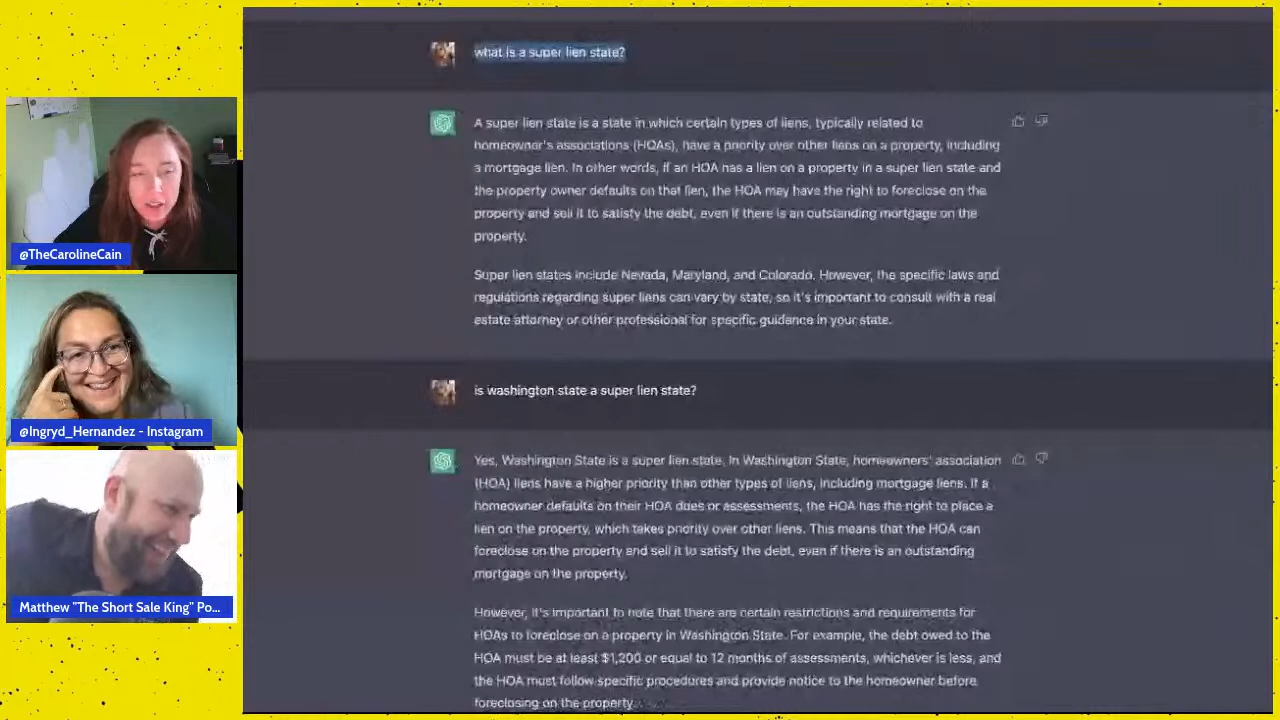 what is a super lien state?
A super lien state is a state in which certain types of liens, typically related to
homeowner's associations (HOAs), have a priority over other liens on a property, including
a mortgage lien. In other words, if an HOA has a lien on a property in a super lien state and
the property owner defaults on that lien, the HOA may have the right to foreclose on the
property and sell it to satisfy the debt, even if there is an outstanding mortgage on the
property.
Super lien states include Nevada, Maryland, and Colorado. However, the specific laws and
regulations regarding super liens can vary by state, so it's important to consult with a real
estate attorney or other professional for specific guidance in your state.
is washington state a super lien state?
Yes, Washington State is a super lien state. In Washington State, homeowners' association
(HOA) liens have a higher priority than other types of liens, including mortgage liens. If a
homeowner defaults on their HOA dues or assessments, the HOA has the right to place a
lien on the property, which takes priority over other liens. This means that the HOA can
foreclose on the property and sell it to satisfy the debt, even if there is an outstanding
mortgage on the property.
However, it's important to note that there are certain restrictions and requirements for
HOAs to foreclose on a property in Washington State. For example, the debt owed to the
HOA must be at least $1,200 or equal to 12 months of assessments, whichever is less, and
the HOA must follow specific procedures and provide notice to the homeowner before
foreclosing on the property.
@TheCarolineCain
@Ingryd_Hernandez - Instagram
Matthew "The Short Sale King" Po...